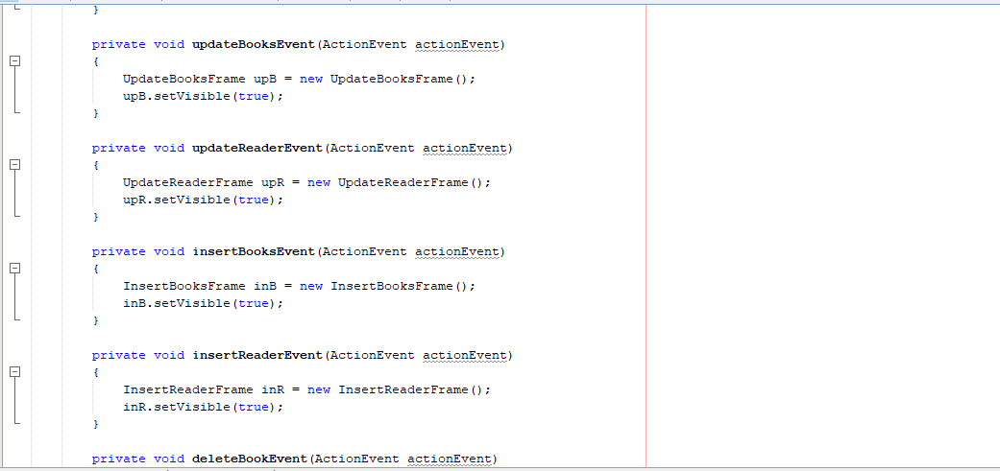 }
private void updateBooksEvent(ActionEvent actionEvent)
{
UpdateBooksFrame upB = new UpdateBooksFrame();
upB.setVisible(true);
}
private void updateReaderEvent(ActionEvent actionEvent)
{
UpdateReaderFrame upR = new UpdateReaderFrame();
upR.setVisible(true);
}
private void insertBooksEvent(ActionEvent actionEvent)
{
InsertBooksFrame inB = new InsertBooksFrame();
inB.setVisible(true);
}
private void insertReaderEvent(ActionEvent actionEvent)
{
InsertReaderFrame inR = new InsertReaderFrame();
inR.setVisible(true);
}
private void deleteBookEvent(ActionEvent actionEvent)